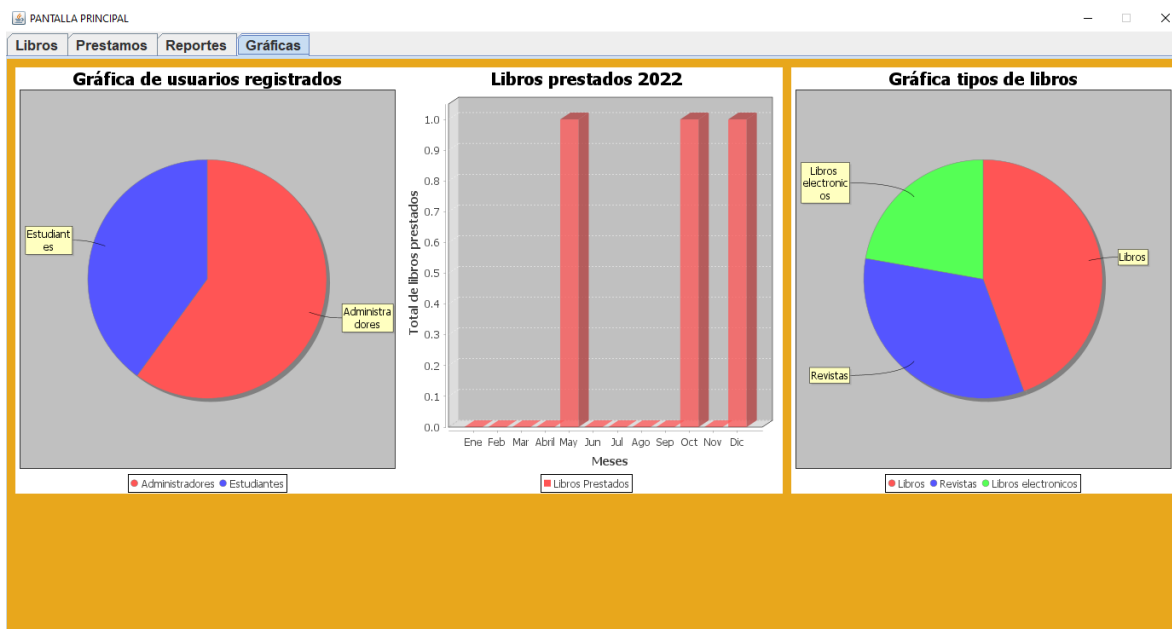 PANTALLA PRINCIPAL
Libros Prestamos Reportes Gráficas
Gráfica de usuarios registrados
Estudiant
es
Administra
dores
Administradores Estudiantes
Libros prestados 2022
Total de libros prestados
1.0
0.9
0.8
0.7
0.6
0.5
0.4
0.3
0.2
0.1
0.0
Ene Feb Mar Abril May Jun Jul Ago Sep Oct Nov Dic
Meses
Libros Prestados
Gráfica tipos de libros
Libros
electronic
os
Libros
Revistas
Libros Revistas Libros electronicos